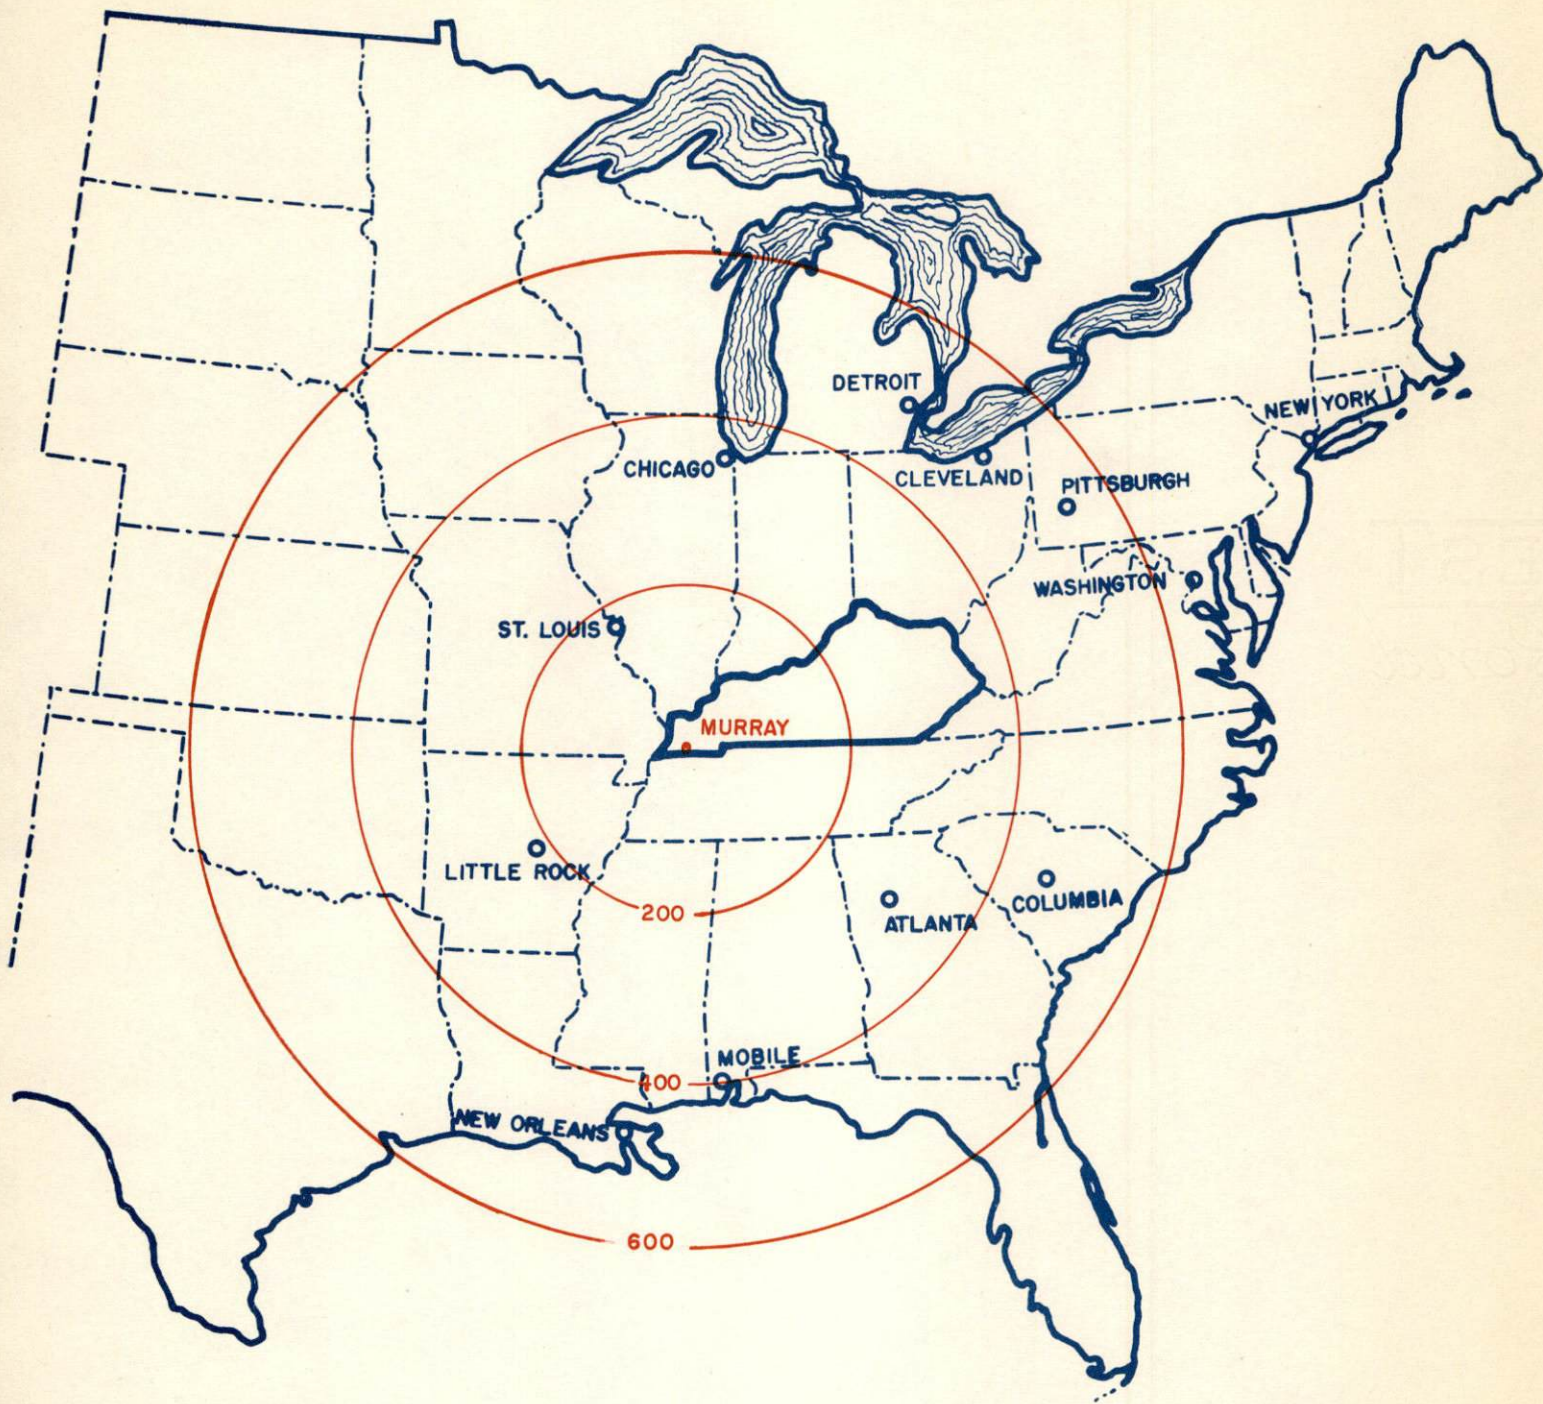 DETROIT
NEW YORK
CHICAGO
CLEVELAND
PITTSBURGH
WASHINGTON
ST. LOUIS
MURRAY
LITTLE ROCK
COLUMBIA
200
ATLANTA
MOBILE
400
NEW ORLEANS
600